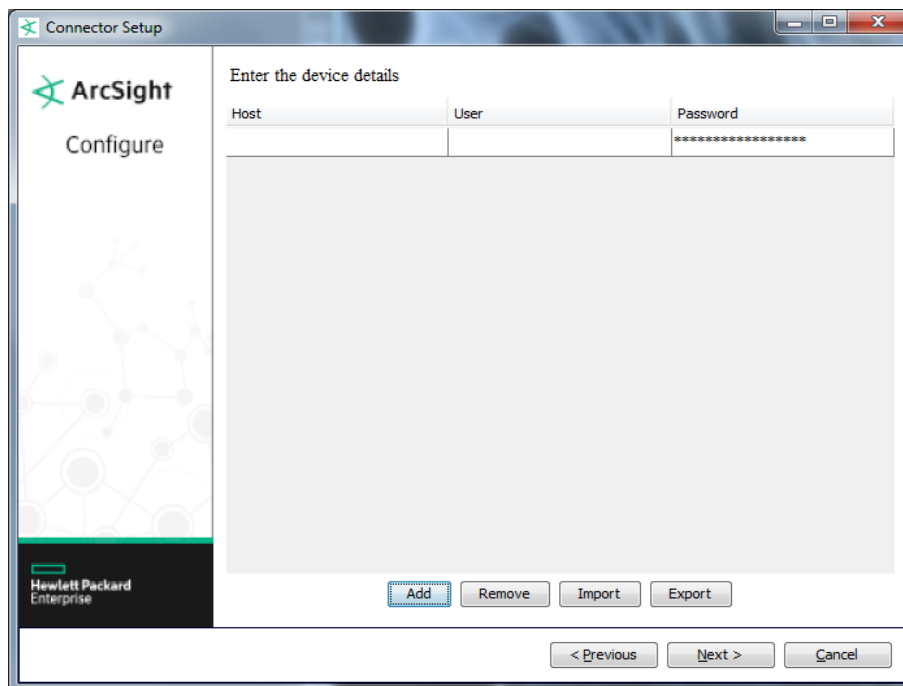 Connector Setup
ArcSight
Configure
Enter the device details
Host User Password
*****************
Hewlett Packard
Enterprise
Add Remove Import Export
< Previous Next > Cancel